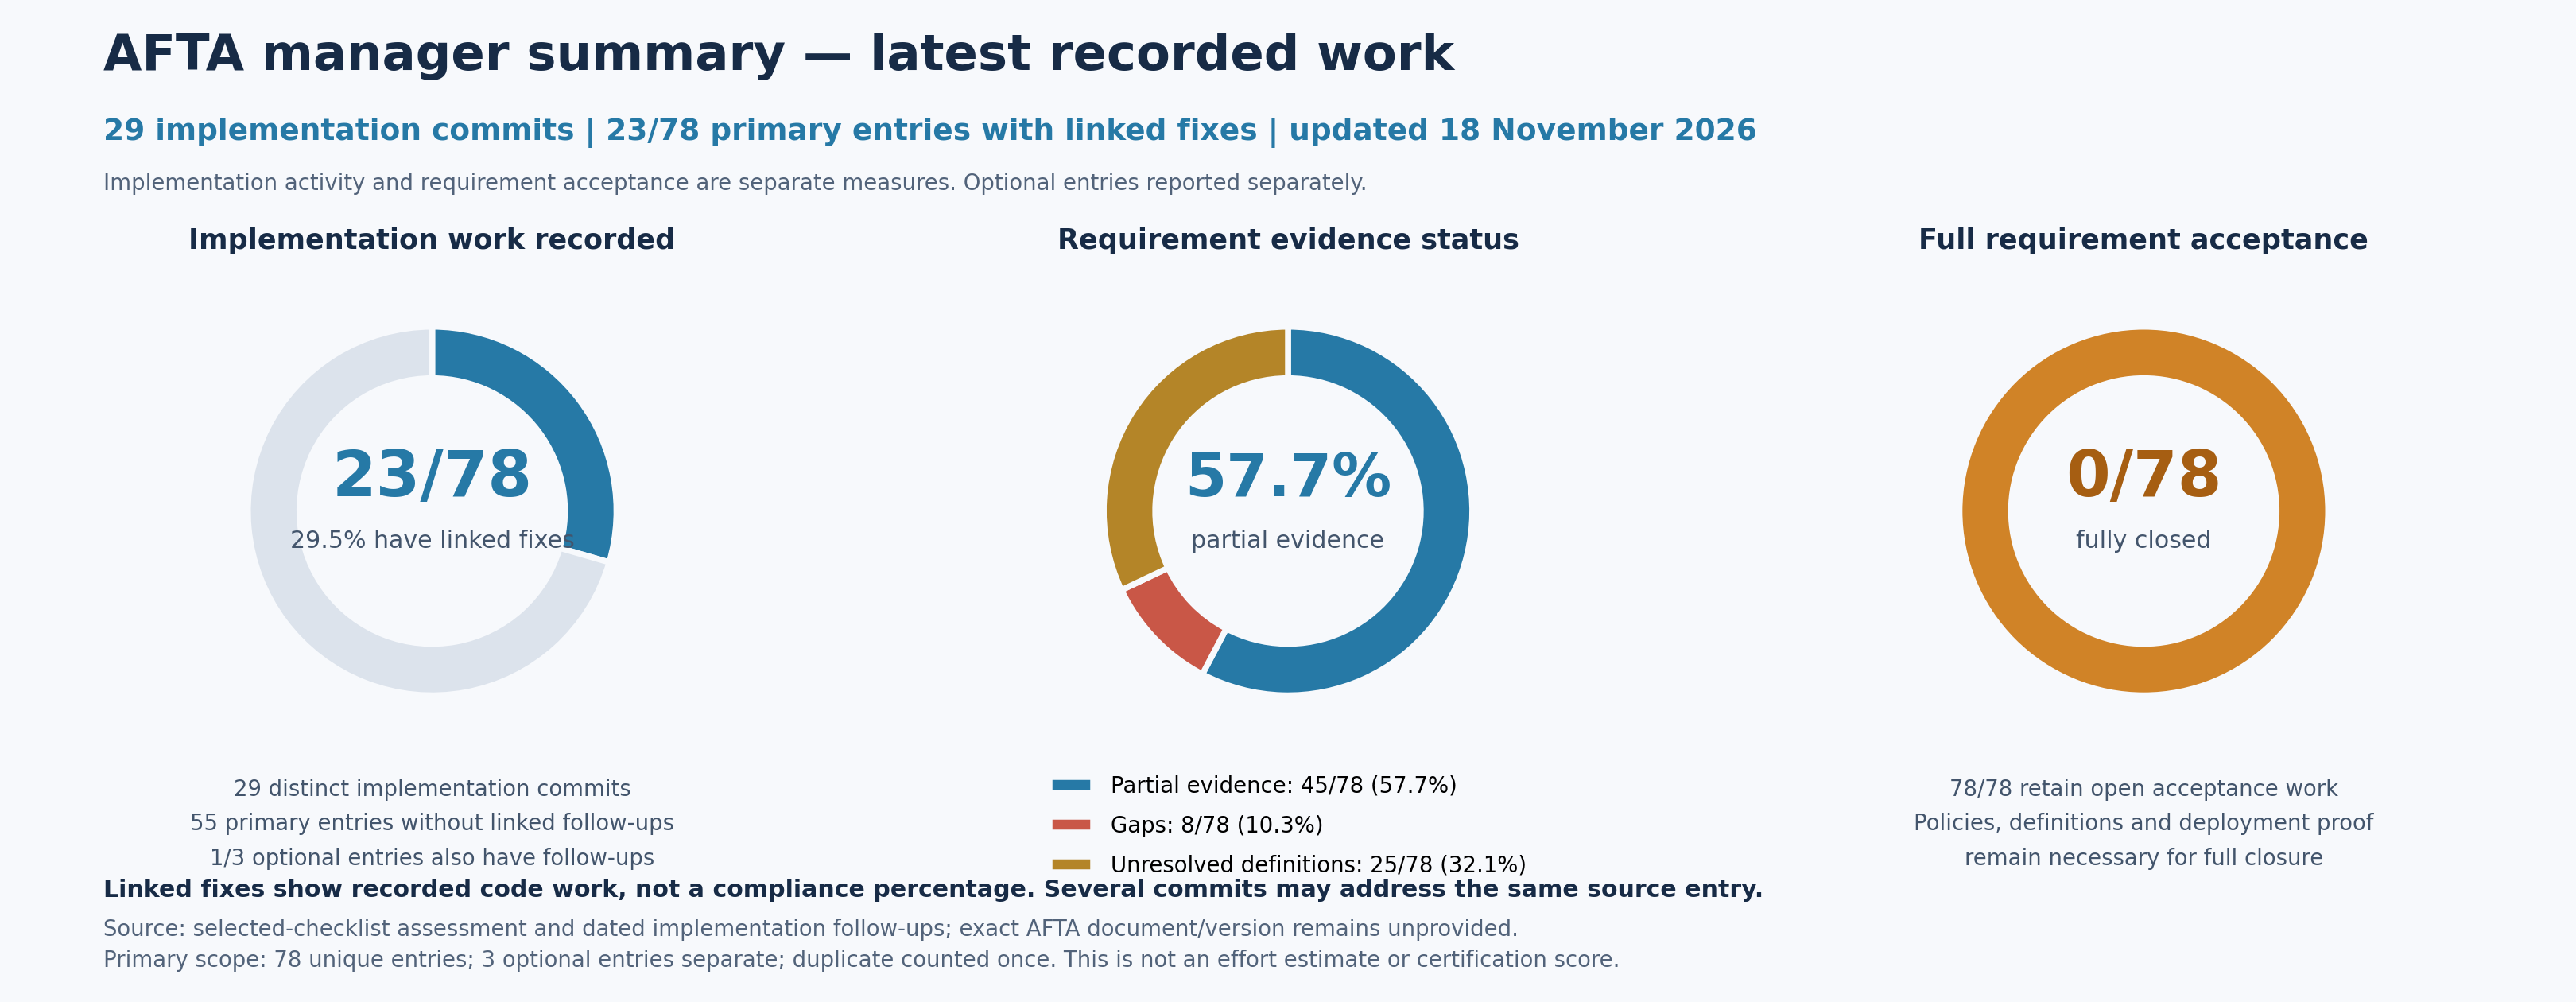 AFTA manager summary — latest recorded work
29 implementation commits | 23/78 primary entries with linked fixes | updated 18 November 2026
Implementation activity and requirement acceptance are separate measures. Optional entries reported separately.
Implementation work recorded
23/78
29.5% have linked fixes
29 distinct implementation commits
55 primary entries without linked follow-ups
1/3 optional entries also have follow-ups
Requirement evidence status
57.7%
partial evidence
Partial evidence: 45/78 (57.7%)
Gaps: 8/78 (10.3%)
Unresolved definitions: 25/78 (32.1%)
Full requirement acceptance
0/78
fully closed
78/78 retain open acceptance work
Policies, definitions and deployment proof
remain necessary for full closure
Linked fixes show recorded code work, not a compliance percentage. Several commits may address the same source entry.
Source: selected-checklist assessment and dated implementation follow-ups; exact AFTA document/version remains unprovided.
Primary scope: 78 unique entries; 3 optional entries separate; duplicate counted once. This is not an effort estimate or certification score.